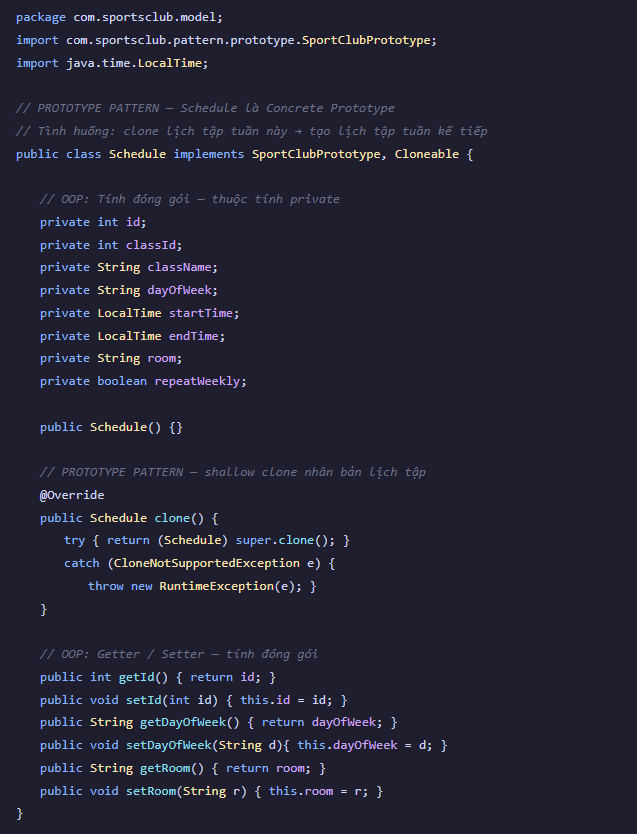 package com.sportsclub.model;
import com.sportsclub.pattern.prototype.SportClubPrototype;
import java.time.LocalTime;
// PROTOTYPE PATTERN — Schedule là Concrete Prototype
// Tình huống: clone lịch tập tuần này → tạo lịch tập tuần kế tiếp
public class Schedule implements SportClubPrototype, Cloneable {
// OOP: Tính đóng gói — thuộc tính private
private int id;
private int classId;
private String className;
private String dayOfWeek;
private LocalTime startTime;
private LocalTime endTime;
private String room;
private boolean repeatWeekly;
public Schedule() {}
// PROTOTYPE PATTERN — shallow clone nhân bản lịch tập
@Override
public Schedule clone() {
try { return (Schedule) super.clone(); }
catch (CloneNotSupportedException e) {
throw new RuntimeException(e); }
}
// OOP: Getter / Setter — tính đóng gói
public int getId() { return id; }
public void setId(int id) { this.id = id; }
public String getDayOfWeek() { return dayOfWeek; }
public void setDayOfWeek(String d){ this.dayOfWeek = d; }
public String getRoom() { return room; }
public void setRoom(String r) { this.room = r; }
}